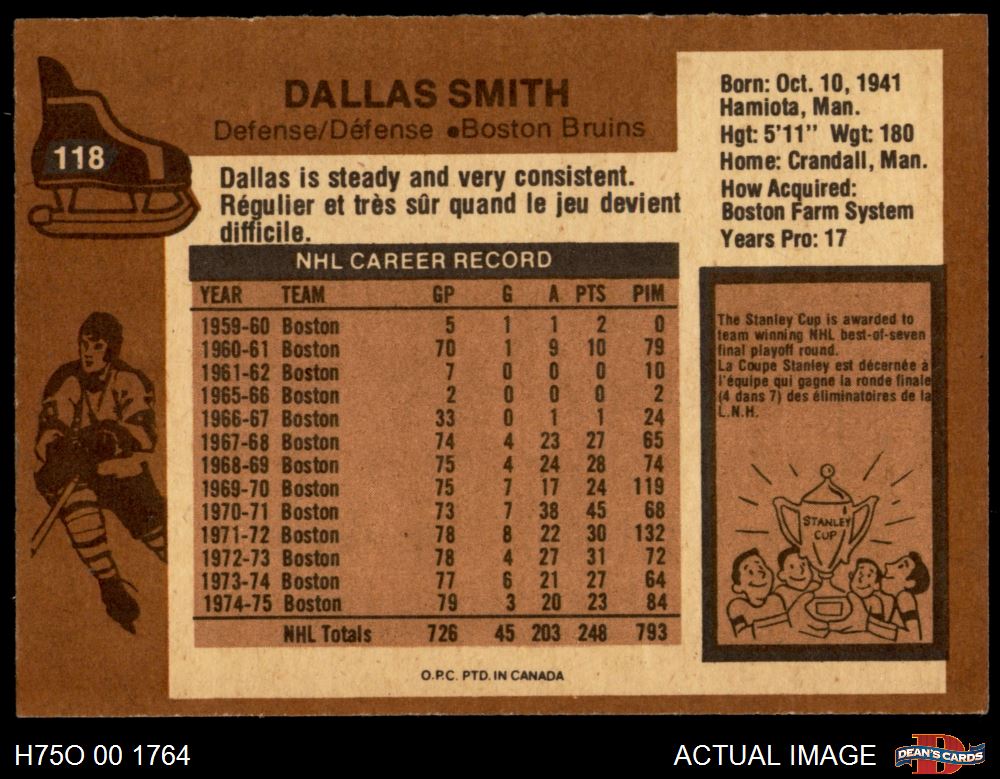 118
DALLAS SMITH
Defense/Défense •Boston Bruins
Dallas is steady and very consistent.
Régulier et très sûr quand le jeu devient
difficile.
Born: Oct. 10, 1941
Hamiota, Man.
Hgt: 5'11" Wgt: 180
Home: Crandall, Man.
How Acquired:
Boston Farm System
Years Pro: 17
NHL CAREER RECORD
YEAR TEAM GP G A PTS PIM
1959-60 Boston 5 1 1 2 0
1960-61 Boston 70 1 9 10 79
1961-62 Boston 7 0 0 0 10
1965-66 Boston 2 0 0 0 2
1966-67 Boston 33 0 1 1 24
1967-68 Boston 74 4 23 27 65
1968-69 Boston 75 4 24 28 74
1969-70 Boston 75 7 17 24 119
1970-71 Boston 73 7 38 45 68
1971-72 Boston 78 8 22 30 132
1972-73 Boston 78 4 27 31 72
1973-74 Boston 77 6 21 27 64
1974-75 Boston 79 3 20 23 84
NHL Totals 726 45 203 248 793
The Stanley Cup is awarded to
team winning NHL best-of-seven
final playoff round.
La Coupe Stanley est décernée à
l'équipe qui gagne la ronde finale
(4 dans 7) des éliminatoires de la
L.N.H.
STANLEY
CUP
O.P.C. PTD. IN CANADA
H75O 00 1764
ACTUAL IMAGE
DEAN'S CARDS